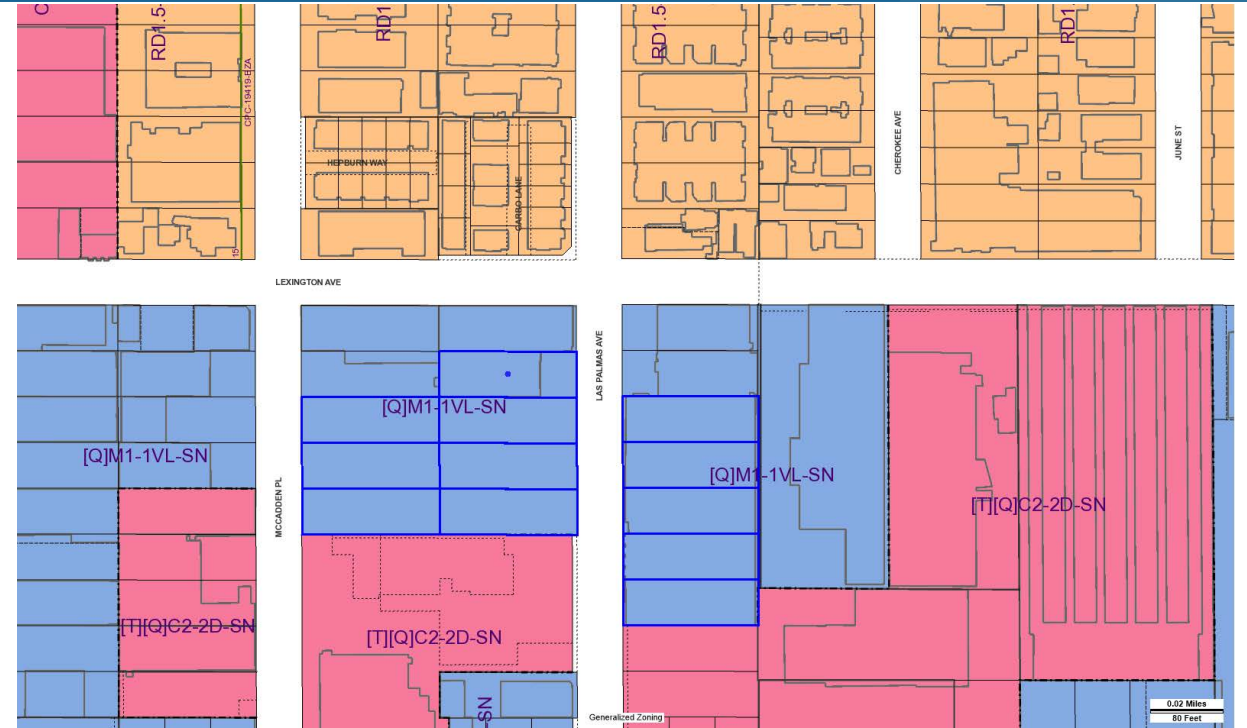 C
RD1.5-
CPC-19419-BZA
15
RD1
RD1.5
RD1.
HEPBURN WAY
GARBO LANE
CHEROKEE AVE
JUNE ST
LEXINGTON AVE
LAS PALMAS AVE
MCCADDEN PL
[Q]M1-1VL-SN
[Q]M1-1VL-SN
[Q]M1-1VL-SN
[T][Q]C2-2D-SN
[T][Q]C2-2D-SN
[T][Q]C2-2D-SN
-SN
Generalized Zoning
0.02 Miles
80 Feet